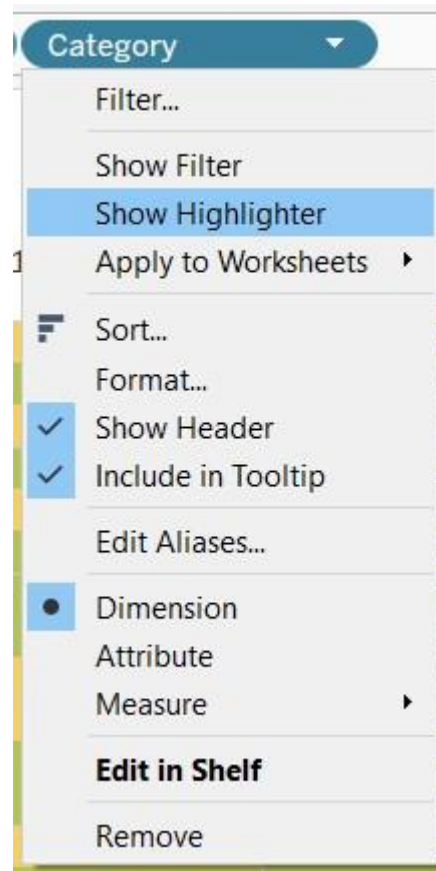 Category
Filter...
Show Filter
Show Highlighter
1
Apply to Worksheets
Sort...
Format...
Show Header
Include in Tooltip
Edit Aliases...
Dimension
Attribute
Measure
Edit in Shelf
Remove